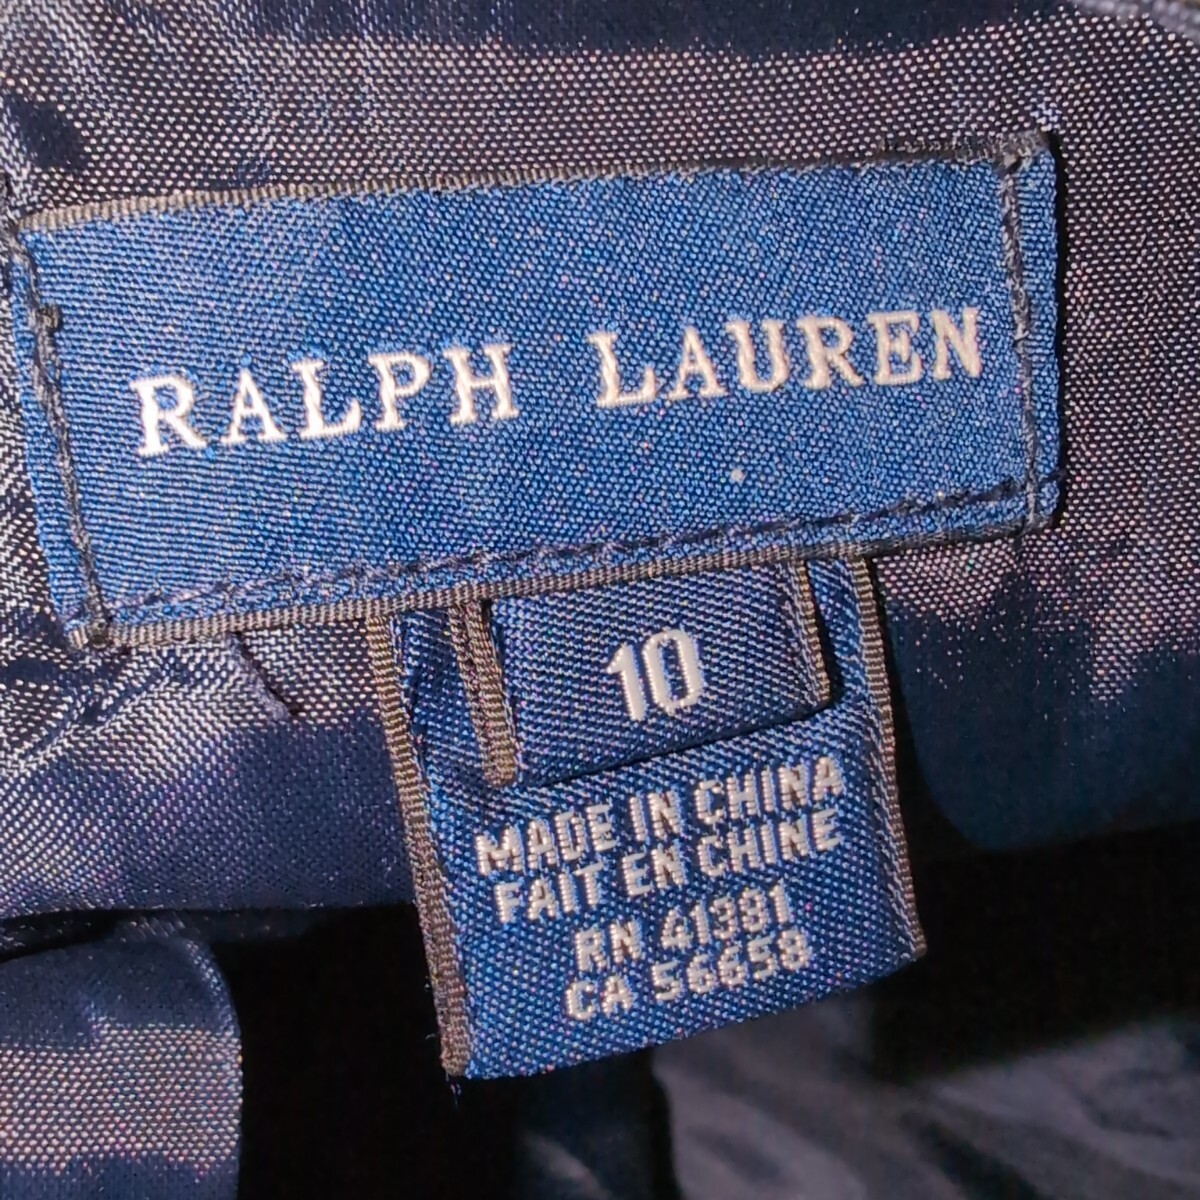 RALPH LAUREN
10
MADE IN CHINA
FAIT EN CHINE
RN 41381
CA 56658